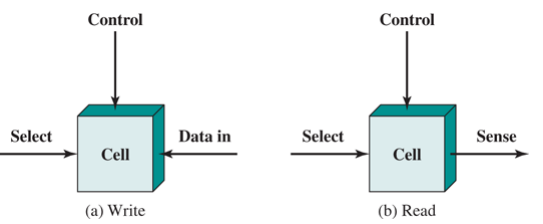 Control
Select
Cell
Data in
(a) Write
Control
Select
Cell
Sense
(b) Read